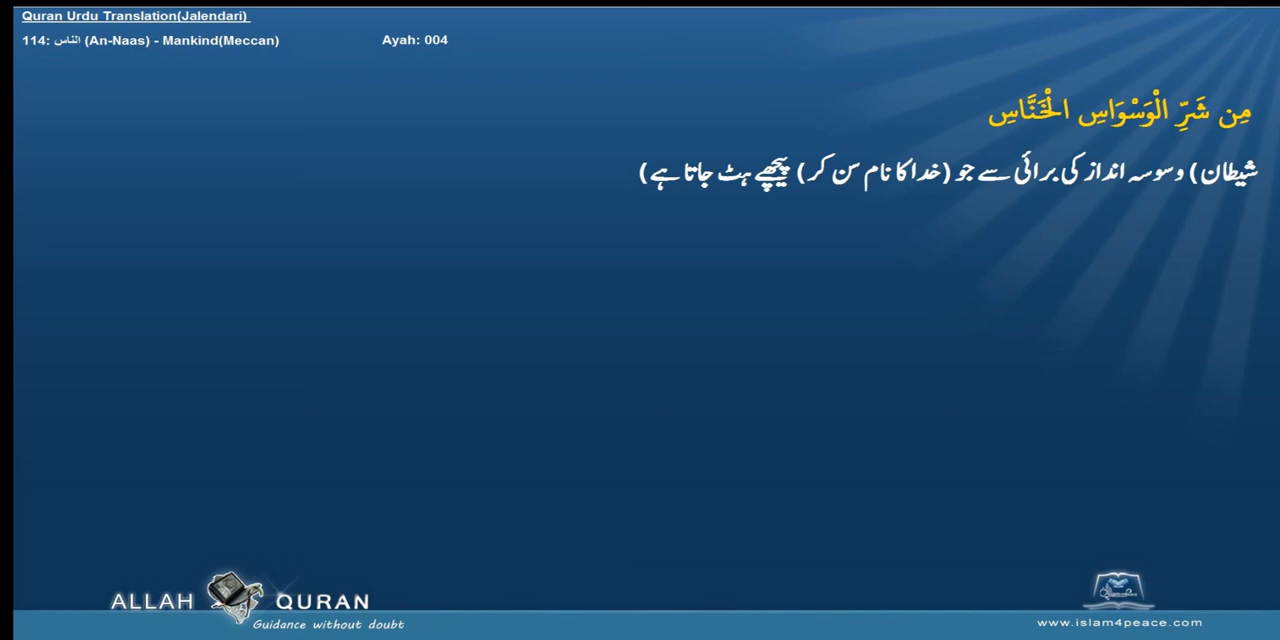 Quran Urdu Translation(Jalendari)
114: الناس (An-Naas) - Mankind(Meccan) Ayah: 004
مِن شَرِّ الْوَسْوَاسِ الْخَنَّاسِ
شیطان) وسوسہ انداز کی برائی سے جو (خدا کا نام سن کر) پیچھے ہٹ جاتا ہے)
ALLAH QURAN
Guidance without doubt
www.islam4peace.com